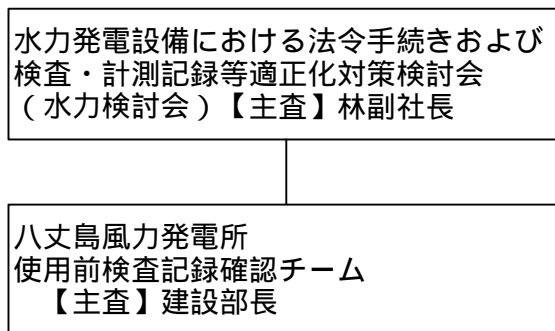 水力発電設備における法令手続きおよび
検査・計測記録等適正化対策検討会
（水力検討会）【主査】林副社長
八丈島風力発電所
使用前検査記録確認チーム
【主査】建設部長